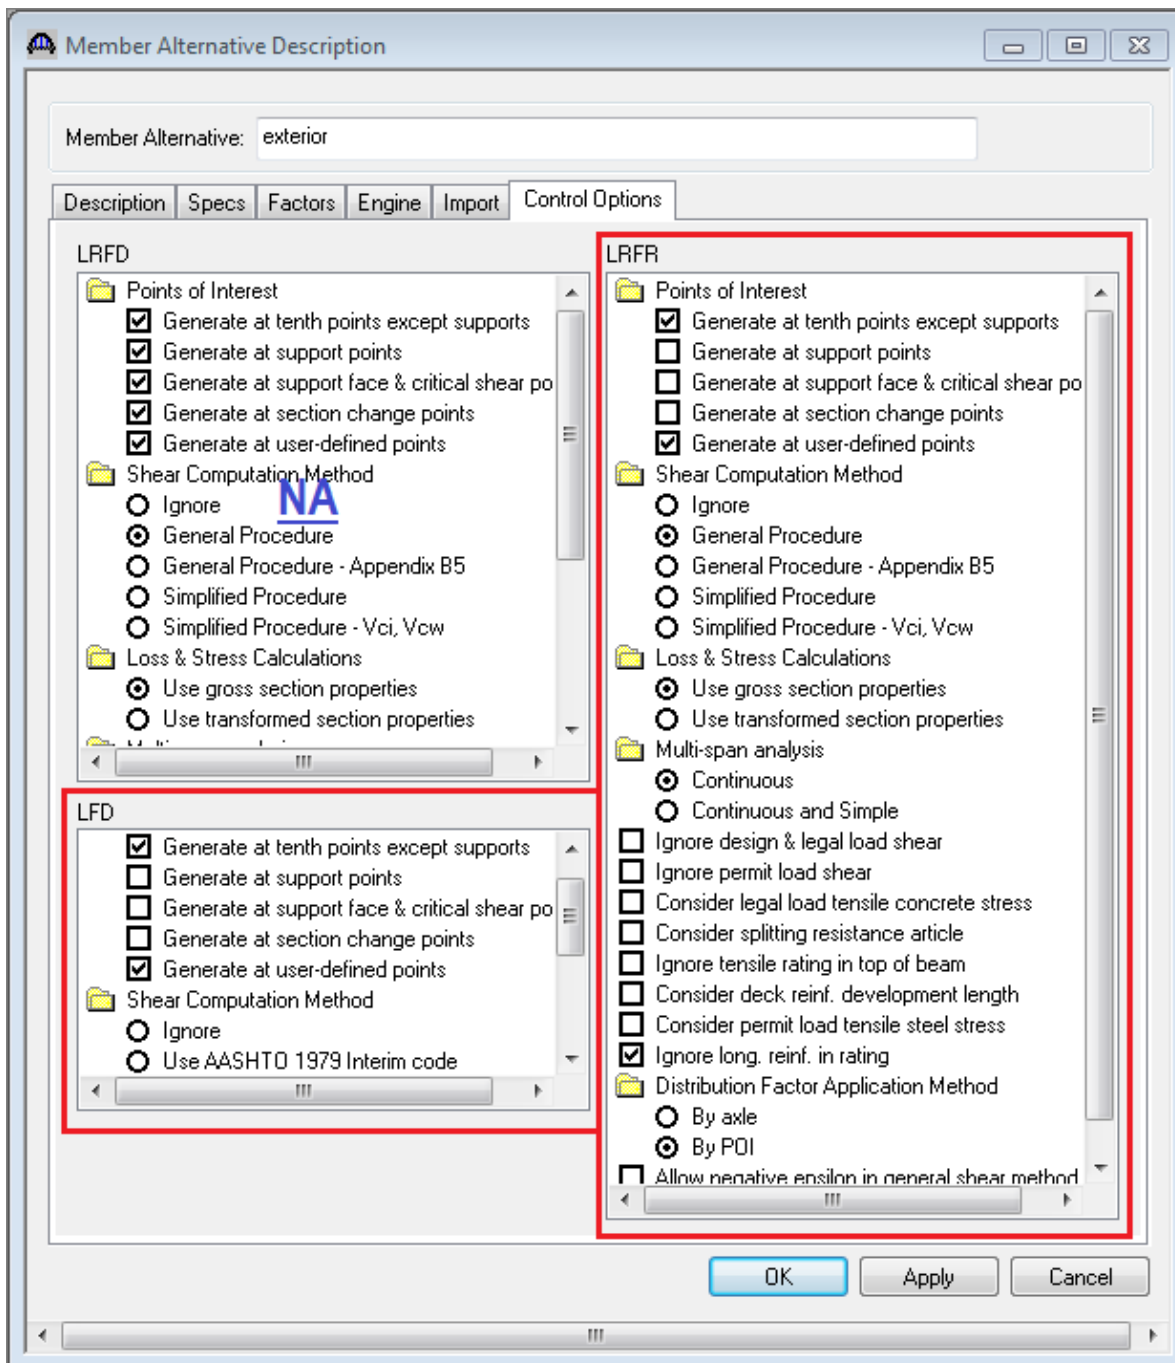 Member Alternative Description
Member Alternative: exterior
Description Specs Factors Engine Import Control Options
LRFD
Points of Interest
Generate at tenth points except supports
Generate at support points
Generate at support face & critical shear po
Generate at section change points
Generate at user-defined points
Shear Computation Method
NA
Ignore
General Procedure
General Procedure - Appendix B5
Simplified Procedure
Simplified Procedure - Vci, Vcw
Loss & Stress Calculations
Use gross section properties
Use transformed section properties
LFD
Generate at tenth points except supports
Generate at support points
Generate at support face & critical shear po
Generate at section change points
Generate at user-defined points
Shear Computation Method
Ignore
Use AASHTO 1979 Interim code
LRFR
Points of Interest
Generate at tenth points except supports
Generate at support points
Generate at support face & critical shear po
Generate at section change points
Generate at user-defined points
Shear Computation Method
Ignore
General Procedure
General Procedure - Appendix B5
Simplified Procedure
Simplified Procedure - Vci, Vcw
Loss & Stress Calculations
Use gross section properties
Use transformed section properties
Multi-span analysis
Continuous
Continuous and Simple
Ignore design & legal load shear
Ignore permit load shear
Consider legal load tensile concrete stress
Consider splitting resistance article
Ignore tensile rating in top of beam
Consider deck reinf. development length
Consider permit load tensile steel stress
Ignore long. reinf. in rating
Distribution Factor Application Method
By axle
By POI
Allow negative epsilon in general shear method
OK Apply Cancel